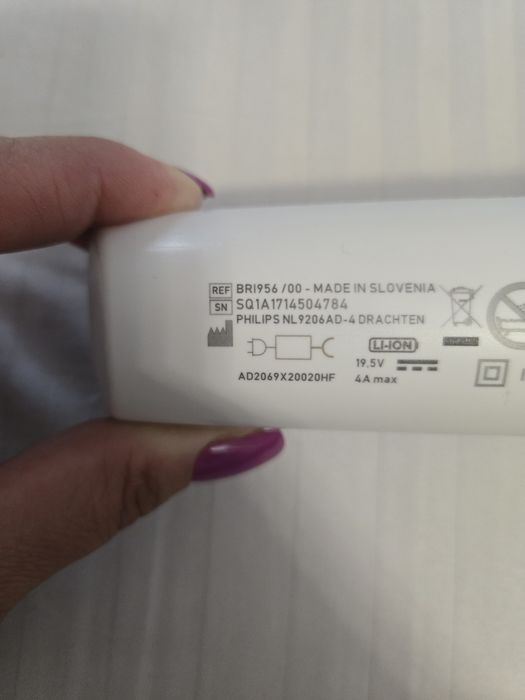 REF BRI956 /00 - MADE IN SLOVENIA
SN SQ1A1714504784
PHILIPS NL9206AD-4 DRACHTEN
LI-ION
19,5V
AD2069X20020HF
4A max